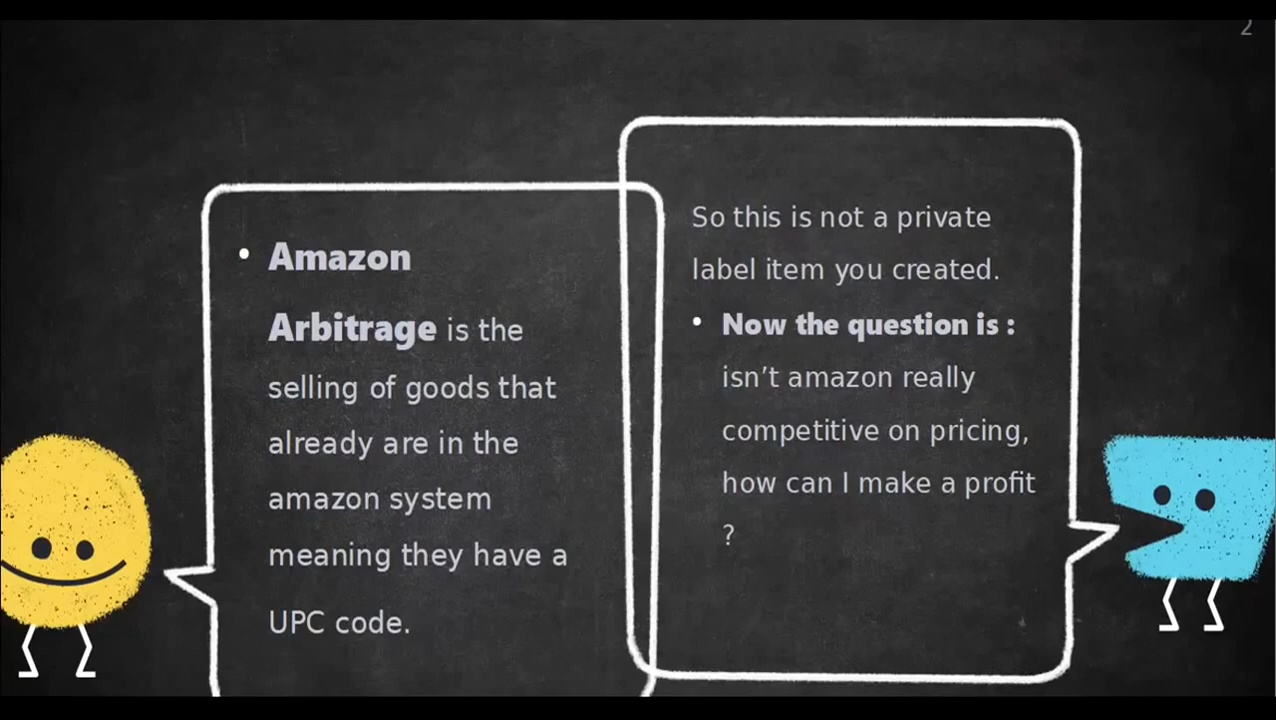 2
• Amazon
Arbitrage is the
selling of goods that
already are in the
amazon system
meaning they have a
UPC code.
So this is not a private
label item you created.
• Now the question is :
isn’t amazon really
competitive on pricing,
how can I make a profit
?